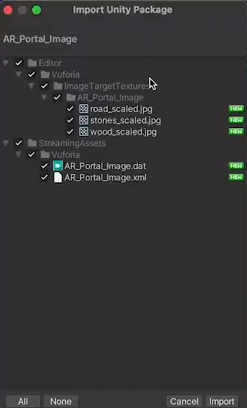 Import Unity Package
AR_Portal_Image
Editor
Vuforia
ImageTargetTextures
AR_Portal_Image
road_scaled.jpg NEW
stones_scaled.jpg NEW
wood_scaled.jpg NEW
StreamingAssets
Vuforia
AR_Portal_Image.dat NEW
AR_Portal_Image.xml NEW
All None Cancel Import